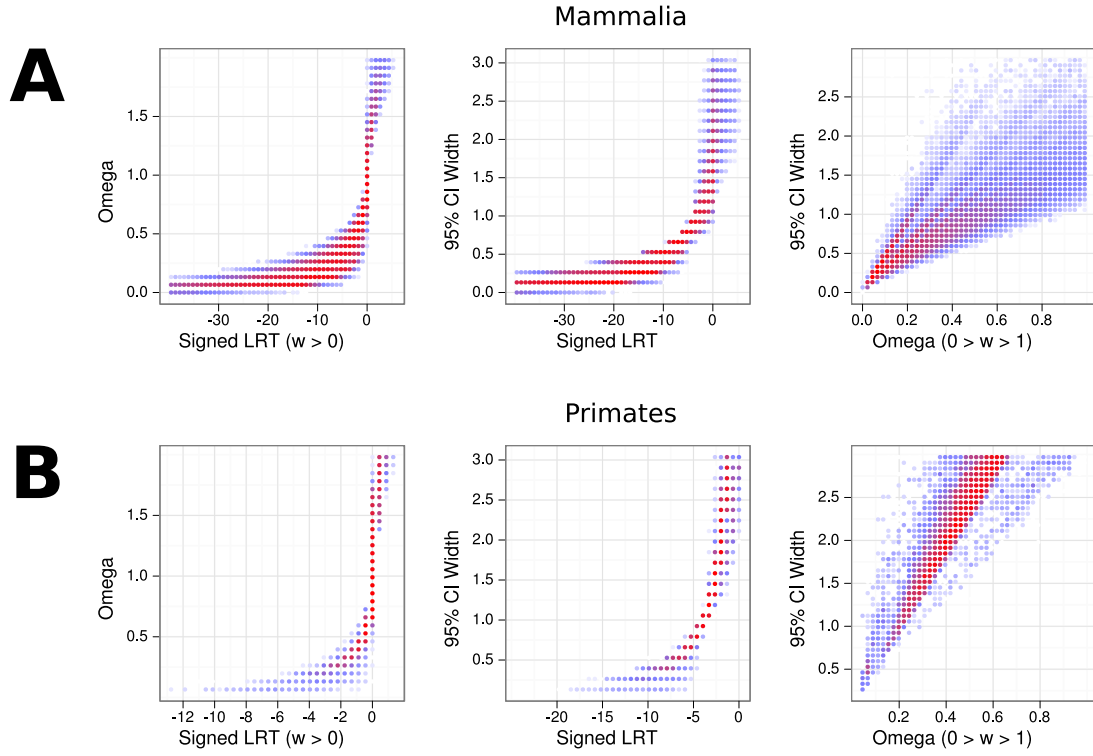 Mammalia
A
Omega
1.5
1.0
0.5
0.0
-30 -20 -10 0
Signed LRT (w > 0)
95% CI Width
3.0
2.5
2.0
1.5
1.0
0.5
0.0
-30 -20 -10 0
Signed LRT
95% CI Width
2.5
2.0
1.5
1.0
0.5
0.0
0.0 0.2 0.4 0.6 0.8
Omega (0 > w > 1)
Primates
B
Omega
1.5
1.0
0.5
-12 -10 -8 -6 -4 -2 0
Signed LRT (w > 0)
95% CI Width
3.0
2.5
2.0
1.5
1.0
0.5
-20 -15 -10 -5 0
Signed LRT
95% CI Width
2.5
2.0
1.5
1.0
0.5
0.2 0.4 0.6 0.8
Omega (0 > w > 1)